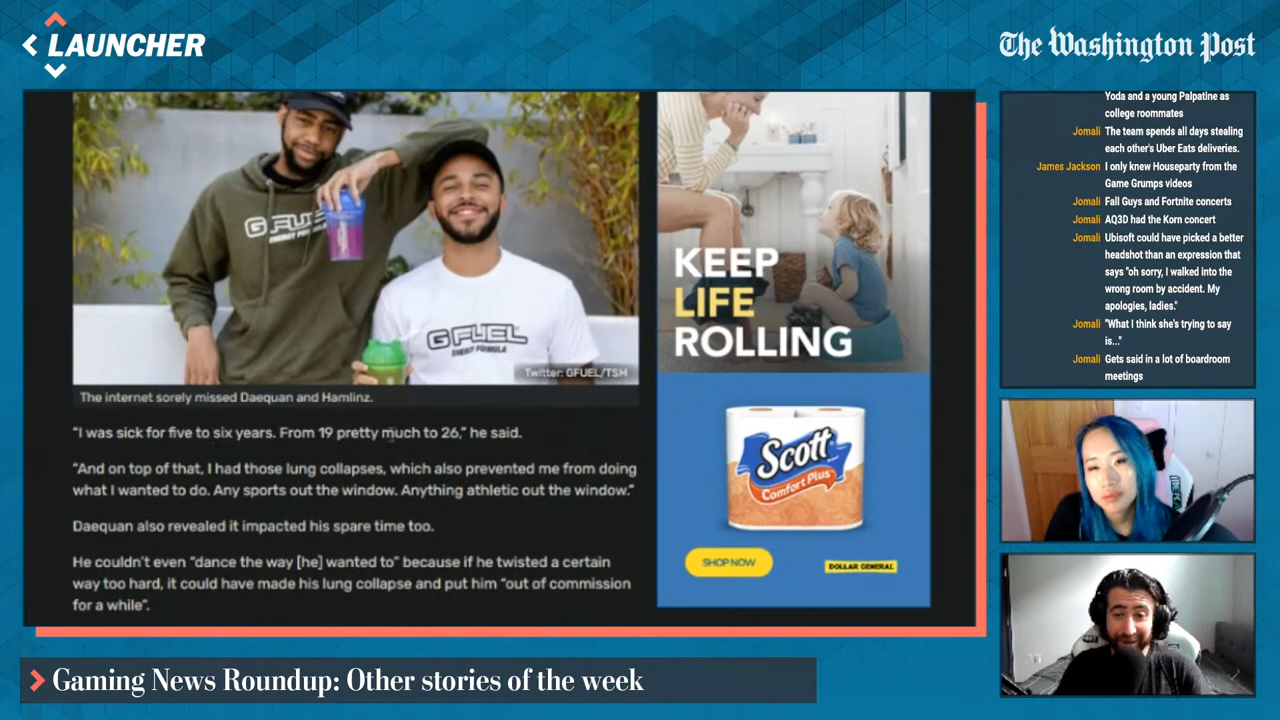 LAUNCHER
The Washington Post
G FUEL
ENERGY FORMULA
G FUEL
ENERGY FORMULA
Twitter: GFUEL/TSM
The internet sorely missed Daequan and Hamlinz.
“I was sick for five to six years. From 19 pretty much to 26,” he said.
“And on top of that, I had those lung collapses, which also prevented me from doing
what I wanted to do. Any sports out the window. Anything athletic out the window.”
Daequan also revealed it impacted his spare time too.
He couldn’t even “dance the way [he] wanted to” because if he twisted a certain
way too hard, it could have made his lung collapse and put him “out of commission
for a while”.
KEEP
LIFE
ROLLING
Scott
Comfort Plus
SHOP NOW
DOLLAR GENERAL
Yoda and a young Palpatine as
college roommates
Jomali The team spends all days stealing
each other's Uber Eats deliveries.
James Jackson I only knew Houseparty from the
Game Grumps videos
Jomali Fall Guys and Fortnite concerts
Jomali AQ3D had the Korn concert
Jomali Ubisoft could have picked a better
headshot than an expression that
says "oh sorry, I walked into the
wrong room by accident. My
apologies, ladies."
Jomali "What I think she's trying to say
is..."
Jomali Gets said in a lot of boardroom
meetings
Gaming News Roundup: Other stories of the week